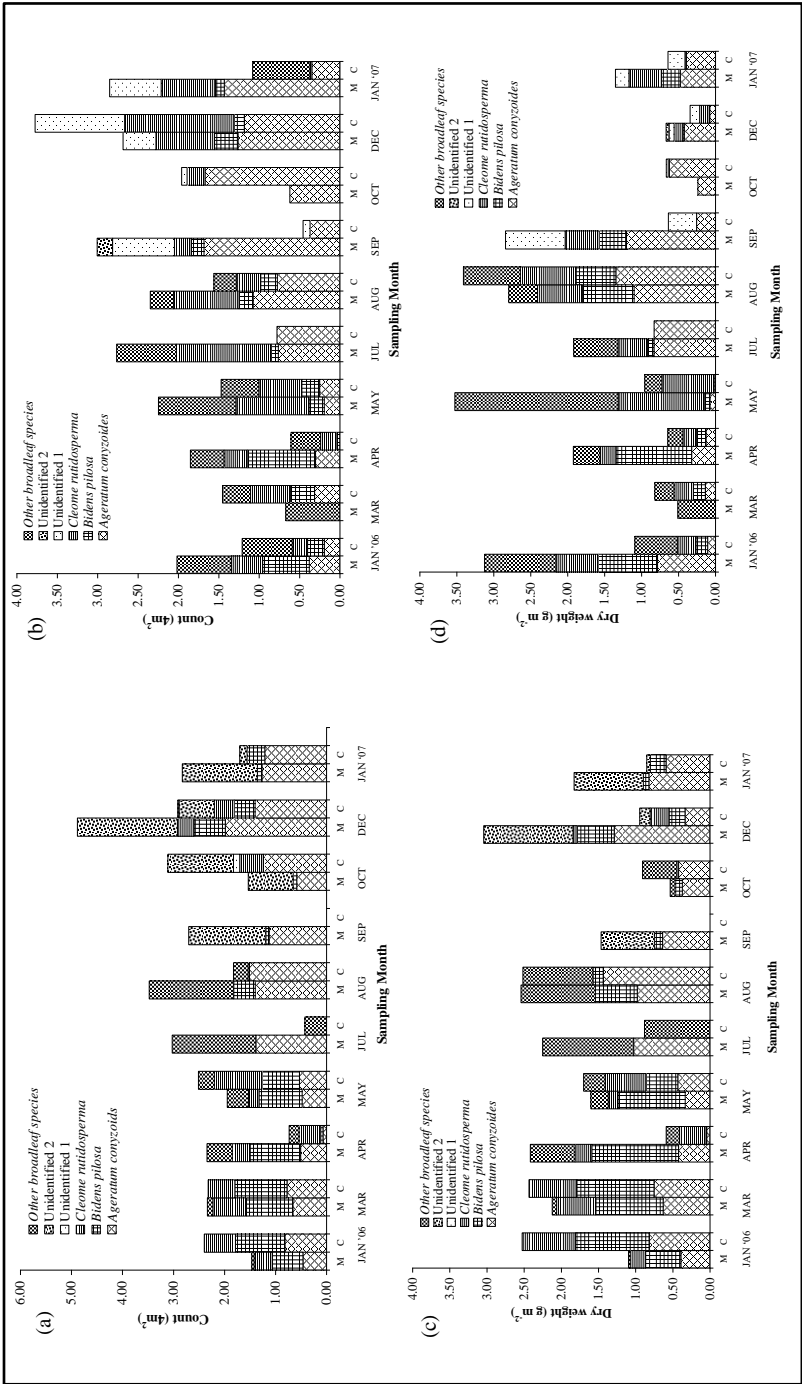 (a)
Other broadleaf species
Unidentified 2
Unidentified 1
Cleome rutidosperma
Bidens pilosa
Ageratum conyzoids
5.00
4.00
3.00
2.00
1.00
0.00
Count (4m²)
M C M C M C M C M C M C M C M C M C M C
JAN '06 MAR APR MAY JUL AUG SEP OCT DEC JAN '07
Sampling Month
(b)
Other broadleaf species
Unidentified 2
Unidentified 1
Cleome rutidosperma
Bidens pilosa
Ageratum conyzoides
4.00
3.50
3.00
2.50
2.00
1.50
1.00
0.50
0.00
Count (4m²)
M C M C M C M C M C M C M C M C M C M C
JAN '06 MAR APR MAY JUL AUG SEP OCT DEC JAN '07
Sampling Month
(c)
Other broadleaf species
Unidentified 2
Unidentified 1
Cleome rutidosperma
Bidens pilosa
Ageratum conyzoides
4.00
3.50
3.00
2.50
2.00
1.50
1.00
0.50
0.00
Dry weight (g m⁻²)
M C M C M C M C M C M C M C M C M C M C
JAN '06 MAR APR MAY JUL AUG SEP OCT DEC JAN '07
Sampling Month
(d)
Other broadleaf species
Unidentified 2
Unidentified 1
Cleome rutidosperma
Bidens pilosa
Ageratum conyzoides
4.00
3.50
3.00
2.50
2.00
1.50
1.00
0.50
0.00
Dry weight (g m⁻²)
M C M C M C M C M C M C M C M C M C M C
JAN '06 MAR APR MAY JUL AUG SEP OCT DEC JAN '07
Sampling Month